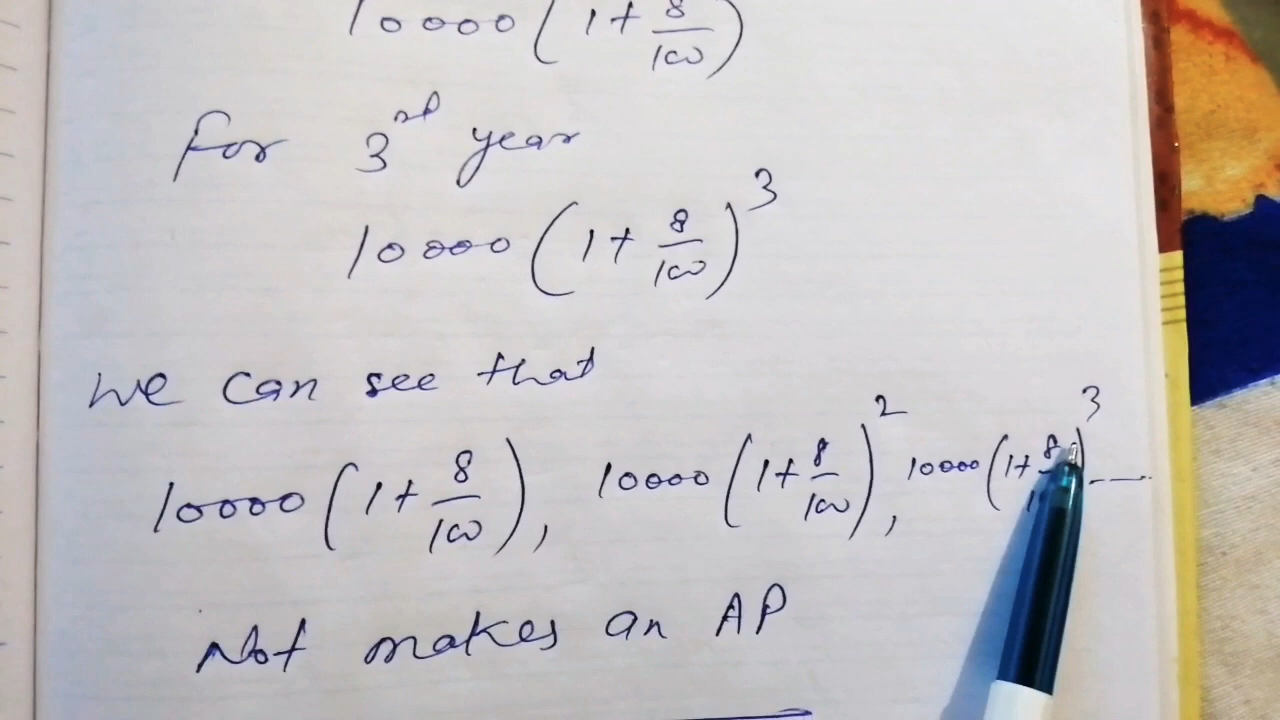 10000 (1 + 8/100)
For 3rd year
10000 (1 + 8/100)^3
we can see that
10000 (1 + 8/100), 10000 (1 + 8/100)^2, 10000 (1 + 8/1)^3 ----
Not makes an AP